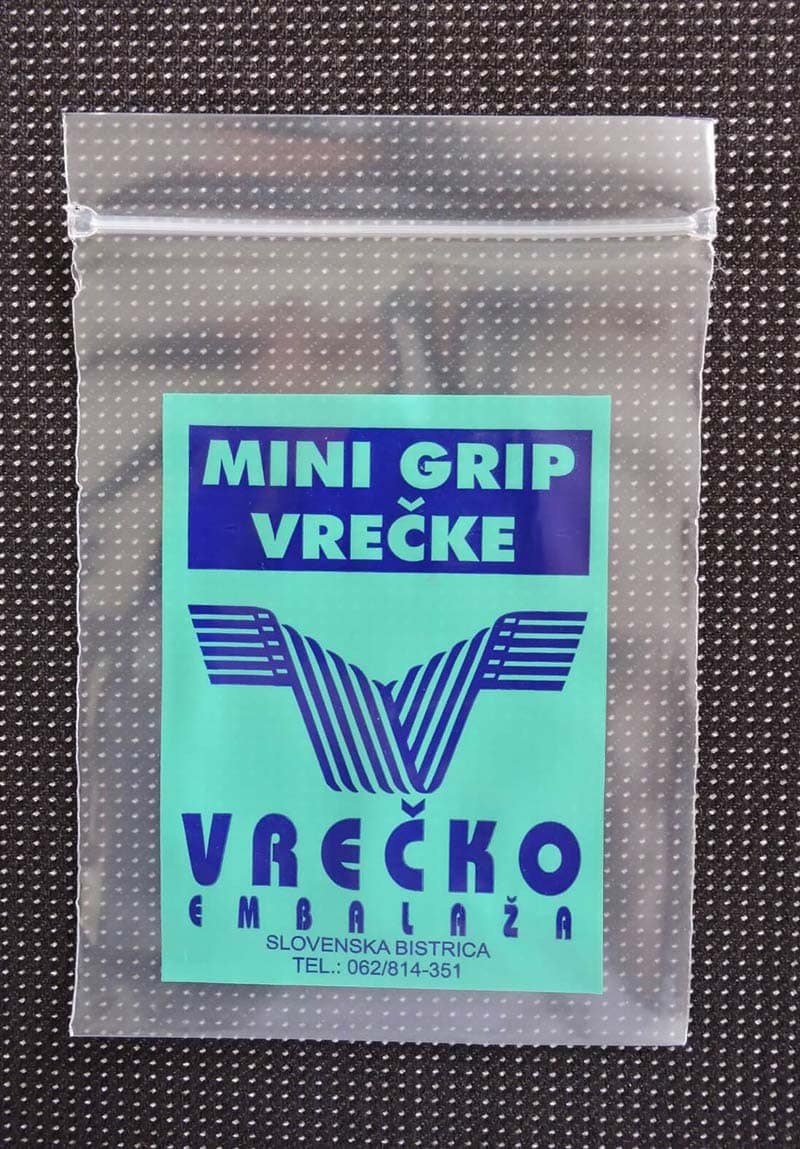 MINI GRIP
VREČKE
VREČKO
EMBALAŽA
SLOVENSKA BISTRICA
TEL.: 062/814-351